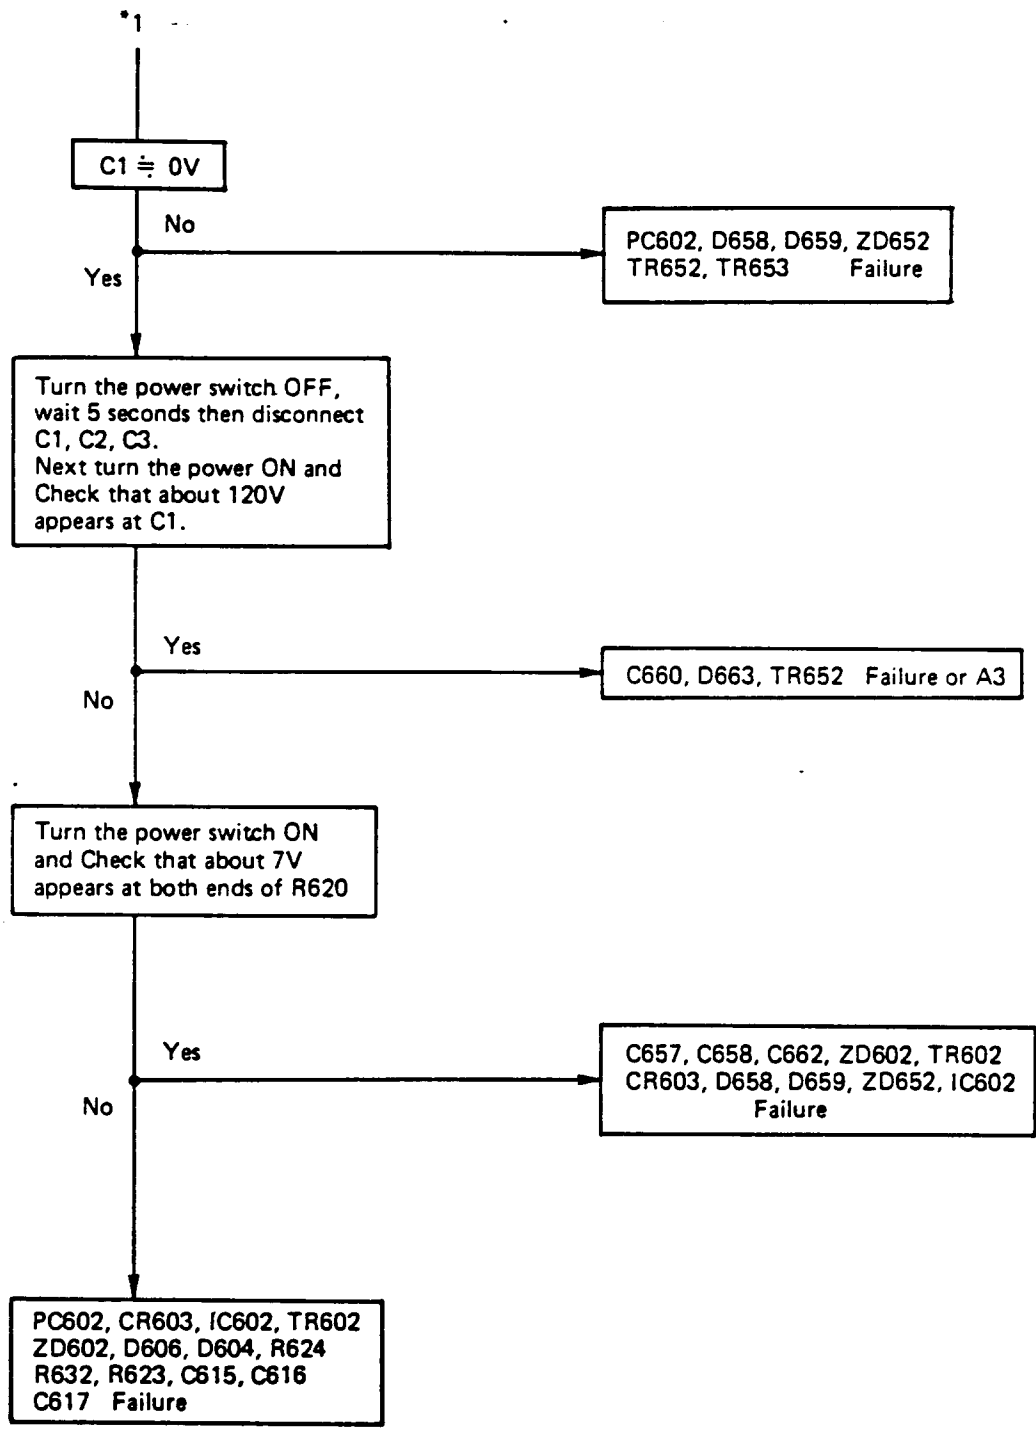 *1
C1 ≒ 0V
No
PC602, D658, D659, ZD652
TR652, TR653 Failure
Yes
Turn the power switch OFF,
wait 5 seconds then disconnect
C1, C2, C3.
Next turn the power ON and
Check that about 120V
appears at C1.
Yes
C660, D663, TR652 Failure or A3
No
Turn the power switch ON
and Check that about 7V
appears at both ends of R620
Yes
C657, C658, C662, ZD602, TR602
CR603, D658, D659, ZD652, IC602
Failure
No
PC602, CR603, IC602, TR602
ZD602, D606, D604, R624
R632, R623, C615, C616
C617 Failure